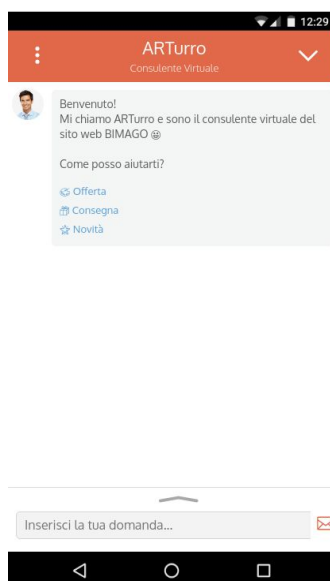 12:29
ARTurro
Consulente Virtuale
Benvenuto!
Mi chiamo ARTurro e sono il consulente virtuale del
sito web BIMAGO 😀
Come posso aiutarti?
Offerta
Consegna
Novità
Inserisci la tua domanda...